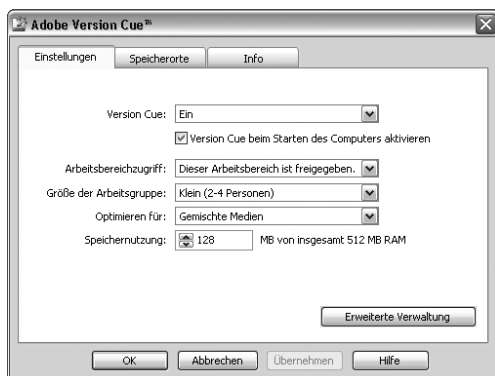 Adobe Version Cue™
Einstellungen Speicherorte Info
Version Cue: Ein
Version Cue beim Starten des Computers aktivieren
Arbeitsbereichzugriff: Dieser Arbeitsbereich ist freigegeben.
Größe der Arbeitsgruppe: Klein (2-4 Personen)
Optimieren für: Gemischte Medien
Speichernutzung: 128 MB von insgesamt 512 MB RAM
Erweiterte Verwaltung
OK Abbrechen Übernehmen Hilfe